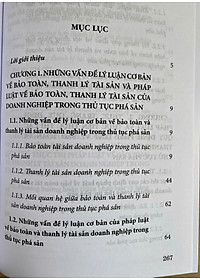 MỤC LỤC
Lời giới thiệu 5
CHƯƠNG I. NHỮNG VẤN ĐỀ LÝ LUẬN CƠ BẢN
VỀ BẢO TOÀN, THANH LÝ TÀI SẢN VÀ PHÁP
LUẬT VỀ BẢO TOÀN, THANH LÝ TÀI SẢN CỦA
DOANH NGHIỆP TRONG THỦ TỤC PHÁ SẢN 9
1.1. Những vấn đề lý luận cơ bản về bảo toàn và
thanh lý tài sản doanh nghiệp trong thủ tục phá sản 9
1.1.1. Bảo toàn tài sản doanh nghiệp trong thủ tục
phá sản 9
1.1.2. Thanh lý tài sản doanh nghiệp trong thủ tục
phá sản 44
1.1.3. Mối quan hệ giữa bảo toàn và thanh lý tài
sản doanh nghiệp trong thủ tục phá sản 62
1.2. Những vấn đề lý luận cơ bản của pháp luật
về bảo toàn và thanh lý tài sản doanh nghiệp trong
thủ tục phá sản 64
267